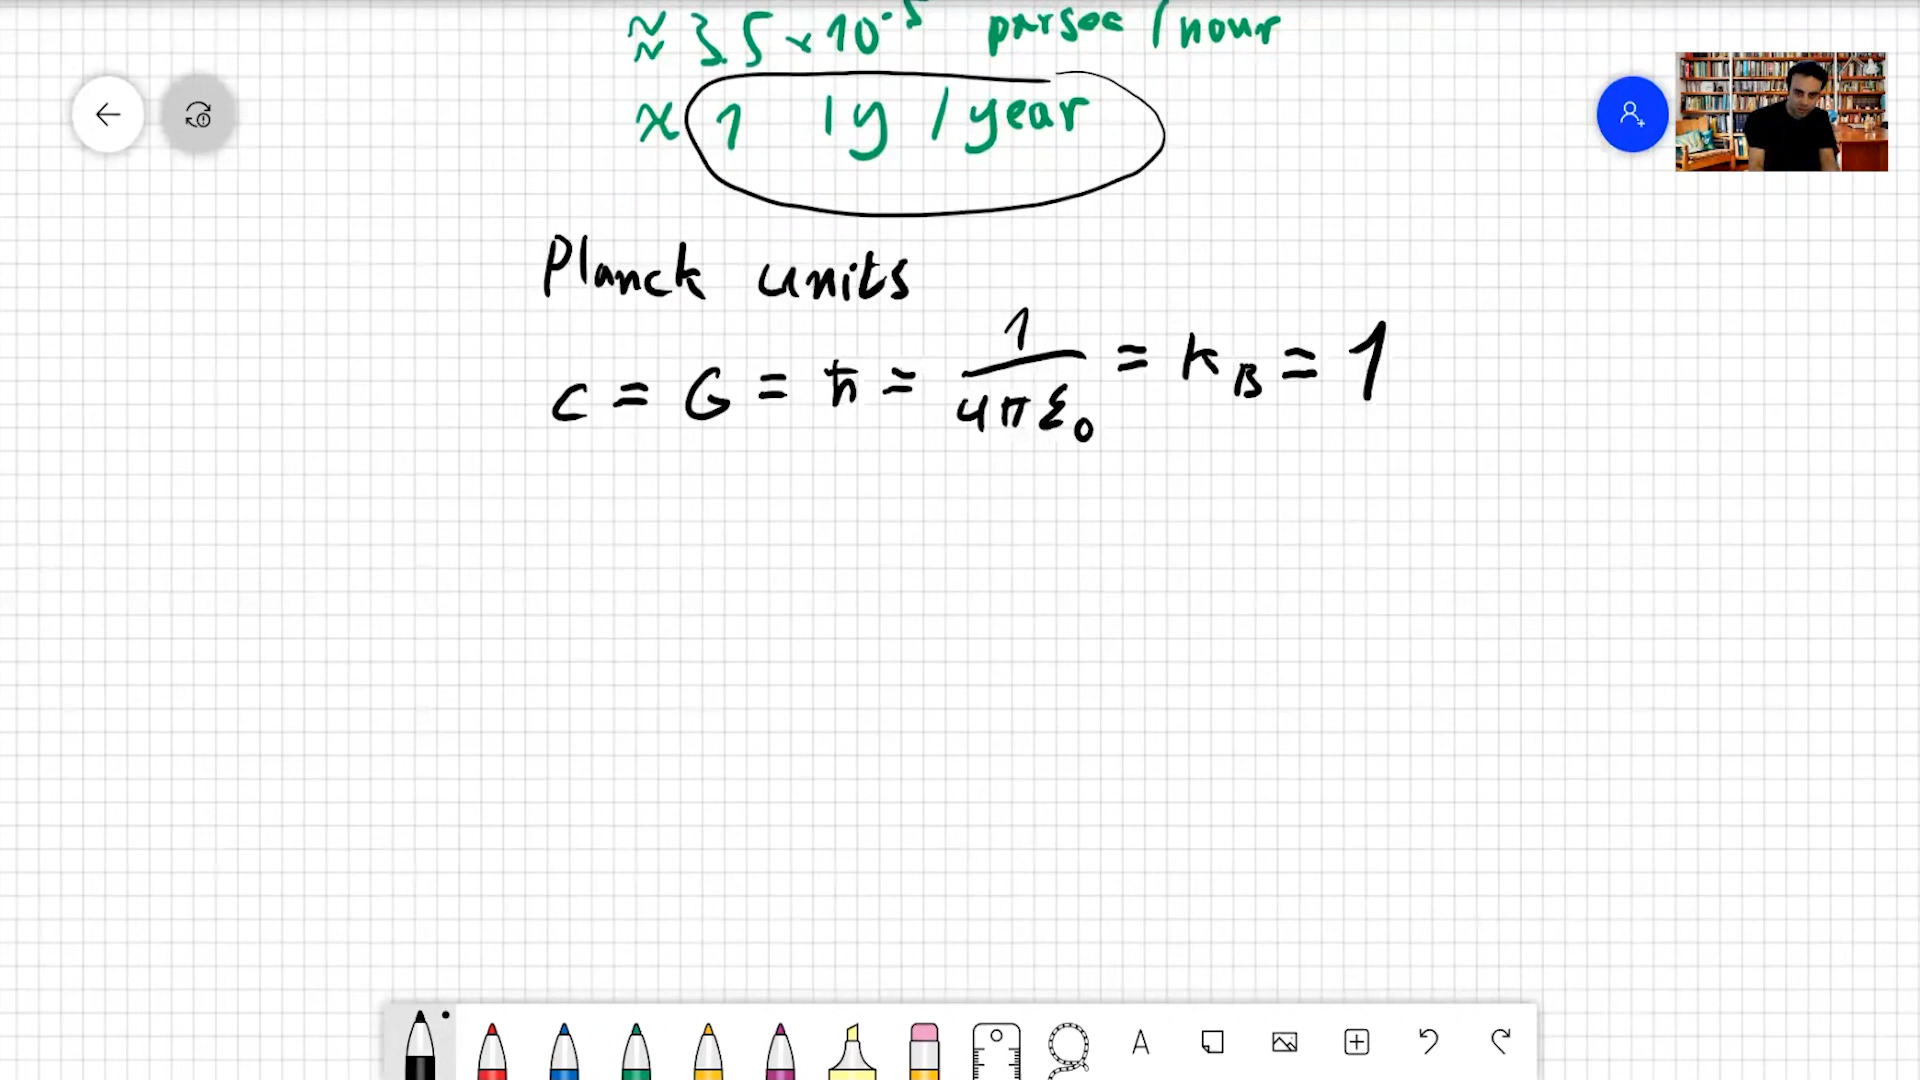 ≈ 3.5 × 10⁻⁵ parsec / hour
≈ 1 ly / year
Planck units
c = G = ħ = 1/4πε₀ = k_B = 1
A